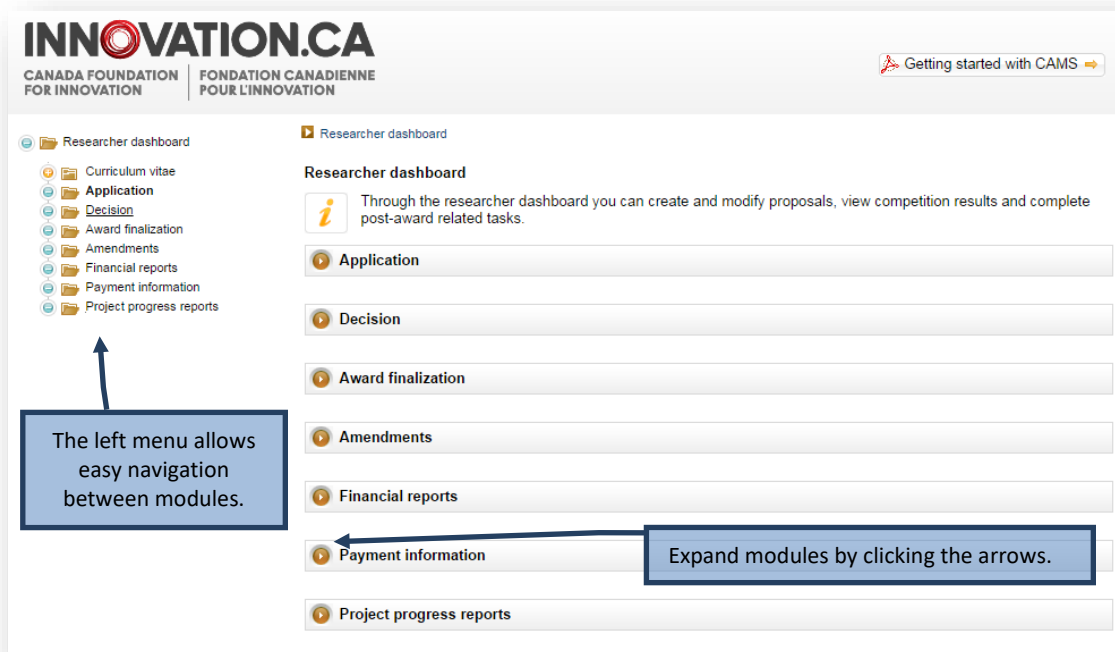 INNOVATION.CA
CANADA FOUNDATION
FOR INNOVATION
FONDATION CANADIENNE
POUR L'INNOVATION
Getting started with CAMS
Researcher dashboard
Curriculum vitae
Application
Decision
Award finalization
Amendments
Financial reports
Payment information
Project progress reports
The left menu allows
easy navigation
between modules.
Researcher dashboard
Researcher dashboard
Through the researcher dashboard you can create and modify proposals, view competition results and complete
post-award related tasks.
Application
Decision
Award finalization
Amendments
Financial reports
Payment information
Expand modules by clicking the arrows.
Project progress reports